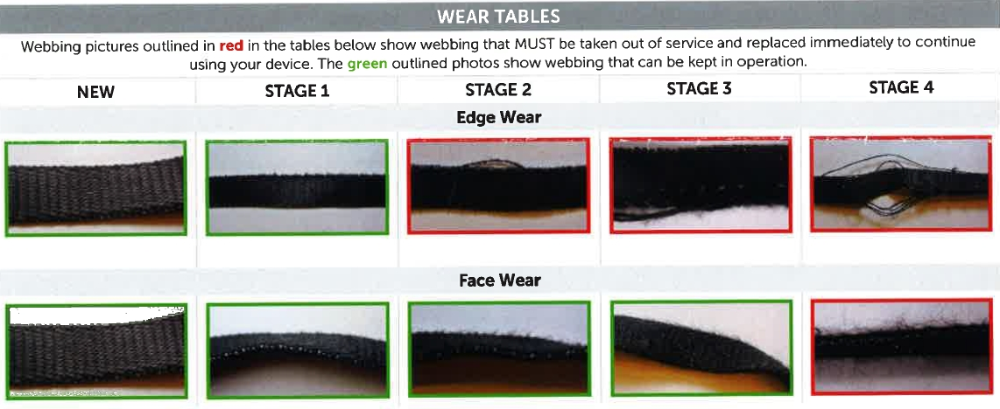 WEAR TABLES
Webbing pictures outlined in red in the tables below show webbing that MUST be taken out of service and replaced immediately to continue
using your device. The green outlined photos show webbing that can be kept in operation.
NEW STAGE 1 STAGE 2 STAGE 3 STAGE 4
Edge Wear
Face Wear